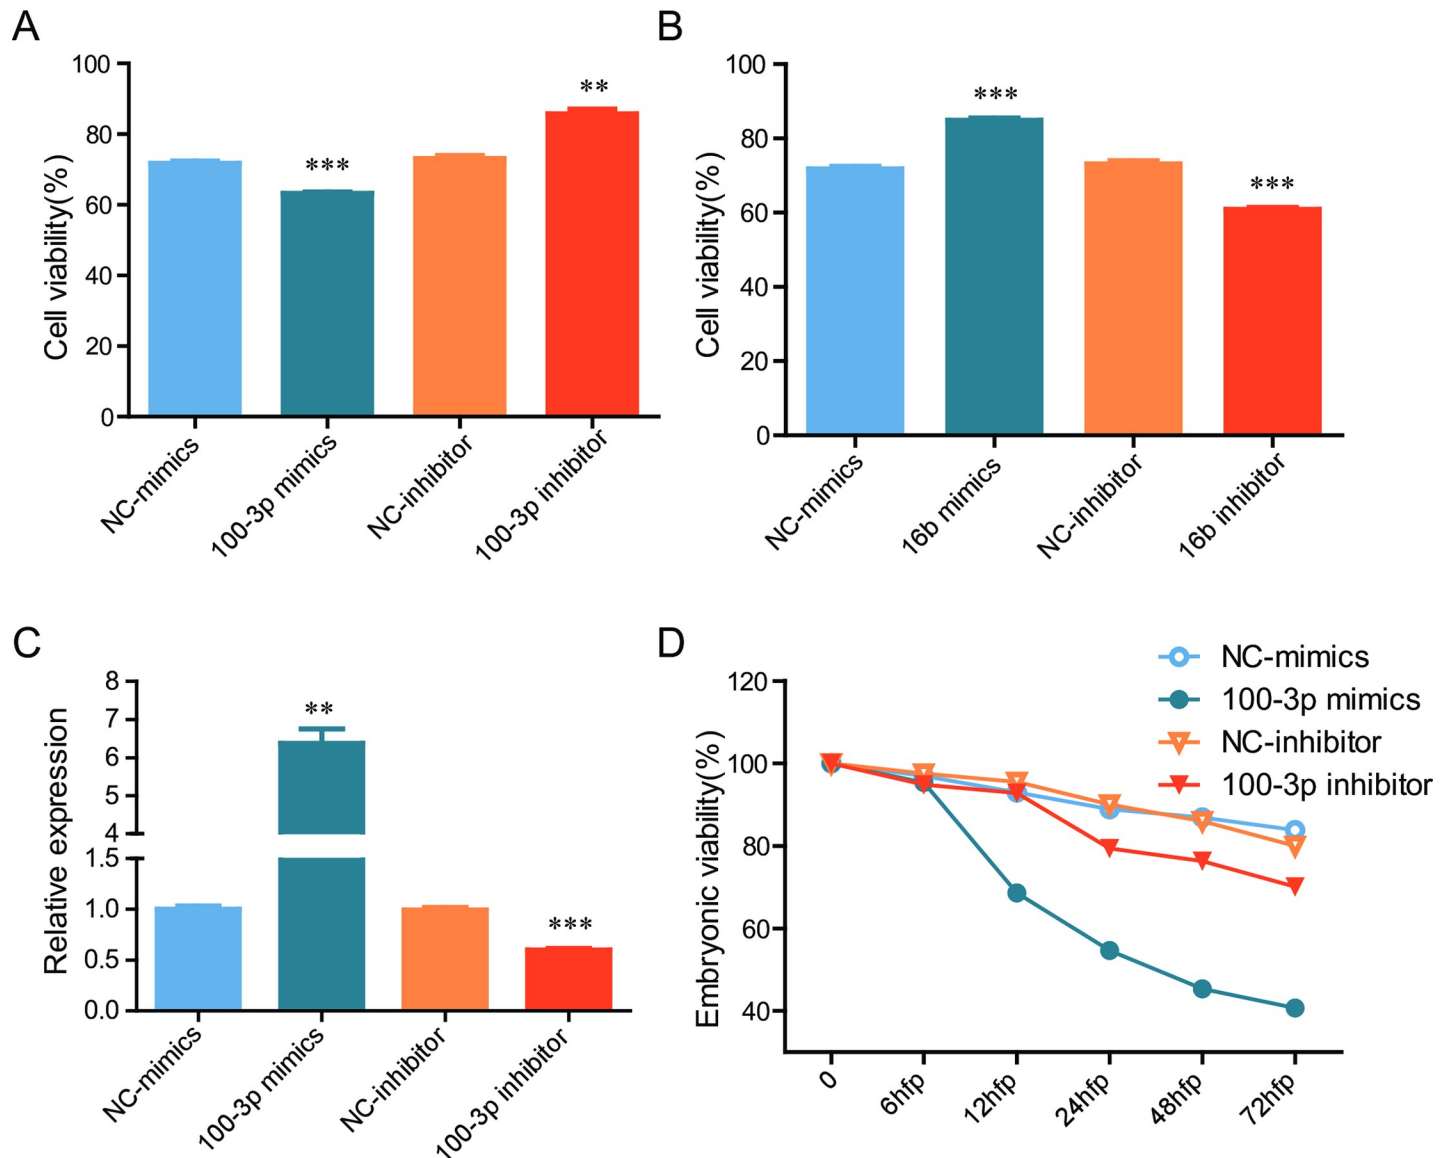 A
Cell viability(%)
100
80
60
40
20
0
***
**
NC-mimics
100-3p mimics
NC-inhibitor
100-3p inhibitor
B
Cell viability(%)
100
80
60
40
20
0
***
***
NC-mimics
16b mimics
NC-inhibitor
16b inhibitor
C
Relative expression
8
7
6
5
4
1.5
1.0
0.5
0.0
**
***
NC-mimics
100-3p mimics
NC-inhibitor
100-3p inhibitor
D
NC-mimics
100-3p mimics
NC-inhibitor
100-3p inhibitor
Embryonic viability(%)
120
100
80
60
40
0
6hfp
12hfp
24hfp
48hfp
72hfp